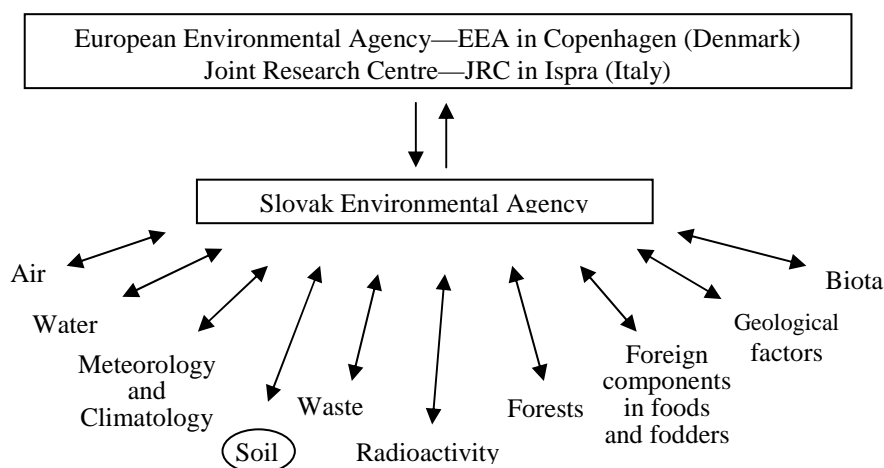 European Environmental Agency—EEA in Copenhagen (Denmark)
Joint Research Centre—JRC in Ispra (Italy)
Slovak Environmental Agency
Air
Water
Meteorology
and
Climatology
Soil
Waste
Radioactivity
Forests
Foreign
components
in foods
and fodders
Geological
factors
Biota